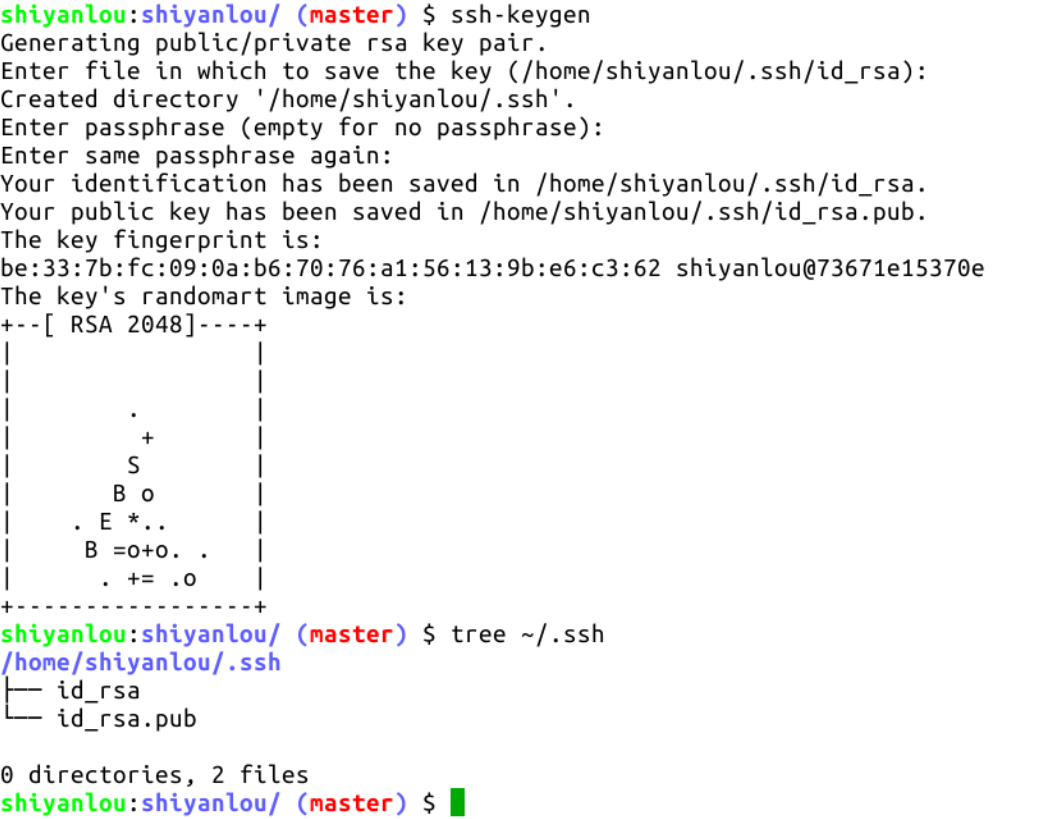 shiyanlou:shiyanlou/ (master) $ ssh-keygen
Generating public/private rsa key pair.
Enter file in which to save the key (/home/shiyanlou/.ssh/id_rsa):
Created directory '/home/shiyanlou/.ssh'.
Enter passphrase (empty for no passphrase):
Enter same passphrase again:
Your identification has been saved in /home/shiyanlou/.ssh/id_rsa.
Your public key has been saved in /home/shiyanlou/.ssh/id_rsa.pub.
The key fingerprint is:
be:33:7b:fc:09:0a:b6:70:76:a1:56:13:9b:e6:c3:62 shiyanlou@73671e15370e
The key's randomart image is:
+--[ RSA 2048]----+
|                 |
|                 |
|        .        |
|         +       |
|        S        |
|       B o       |
|    . E *..      |
|     B =o+o. .   |
|      . += .o    |
+-----------------+
shiyanlou:shiyanlou/ (master) $ tree ~/.ssh
/home/shiyanlou/.ssh
├── id_rsa
└── id_rsa.pub
0 directories, 2 files
shiyanlou:shiyanlou/ (master) $